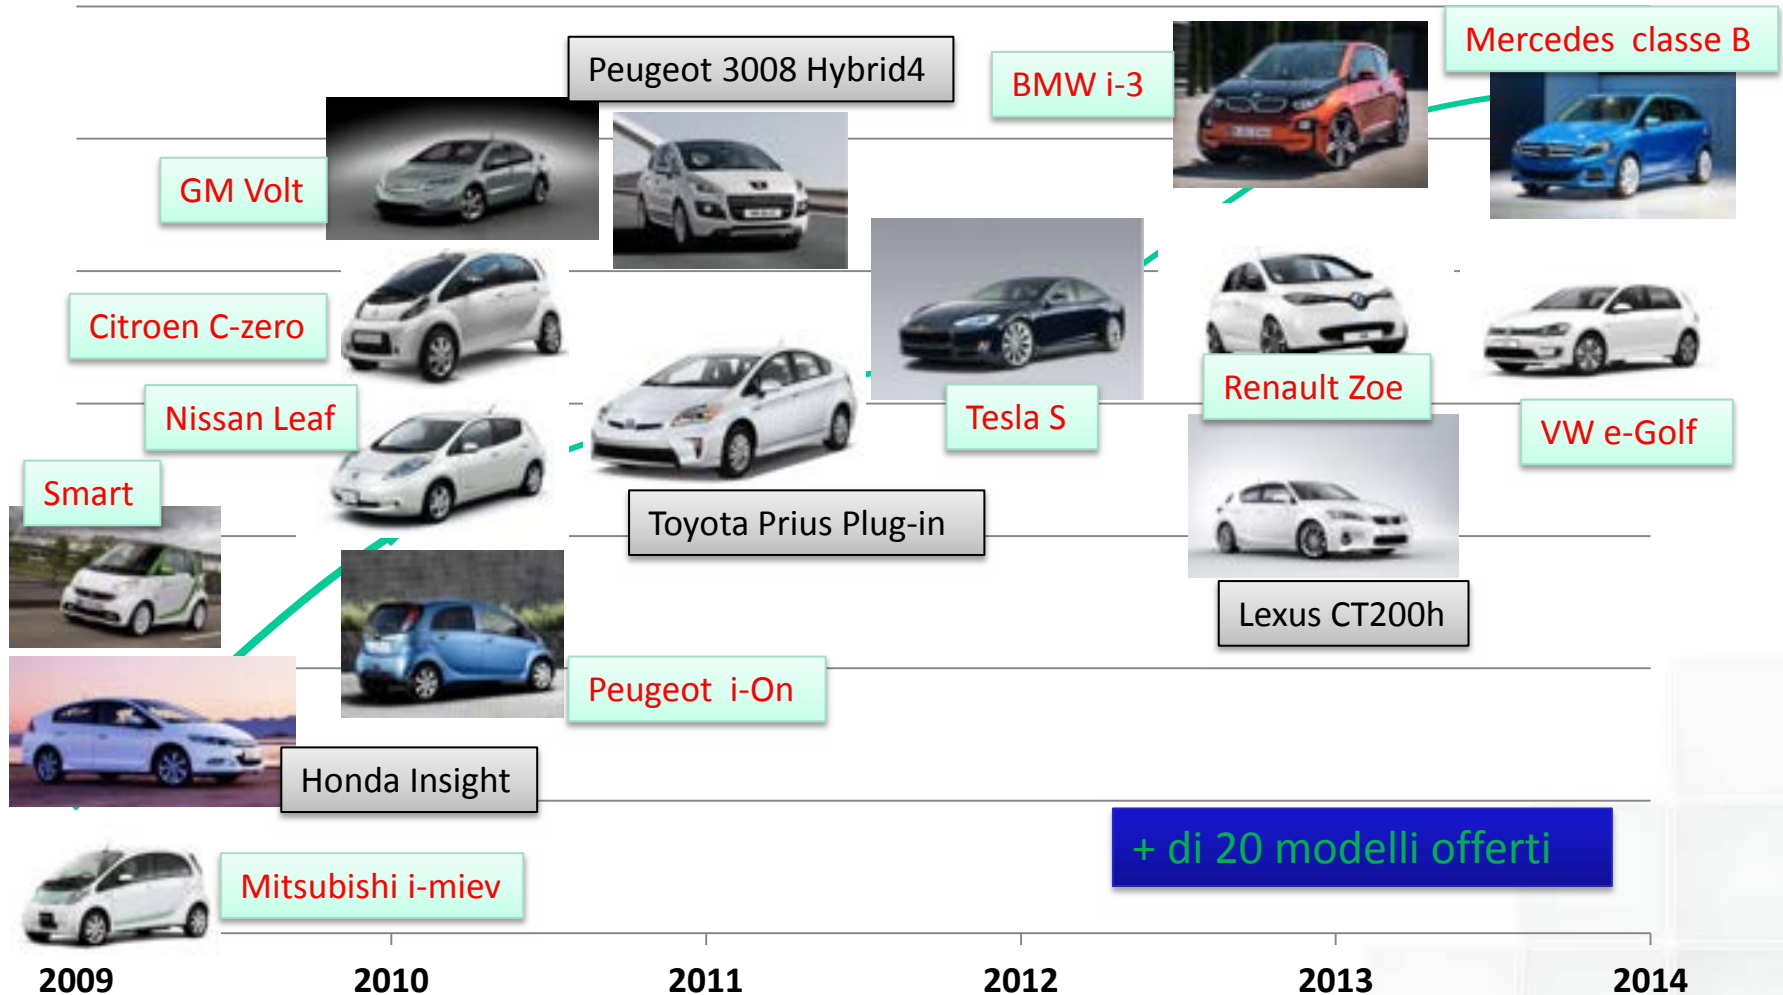 Mercedes classe B
Peugeot 3008 Hybrid4
BMW i-3
GM Volt
Citroen C-zero
Renault Zoe
Nissan Leaf
Tesla S
VW e-Golf
Smart
Toyota Prius Plug-in
Lexus CT200h
Peugeot i-On
Honda Insight
+ di 20 modelli offerti
Mitsubishi i-miev
2009 2010 2011 2012 2013 2014